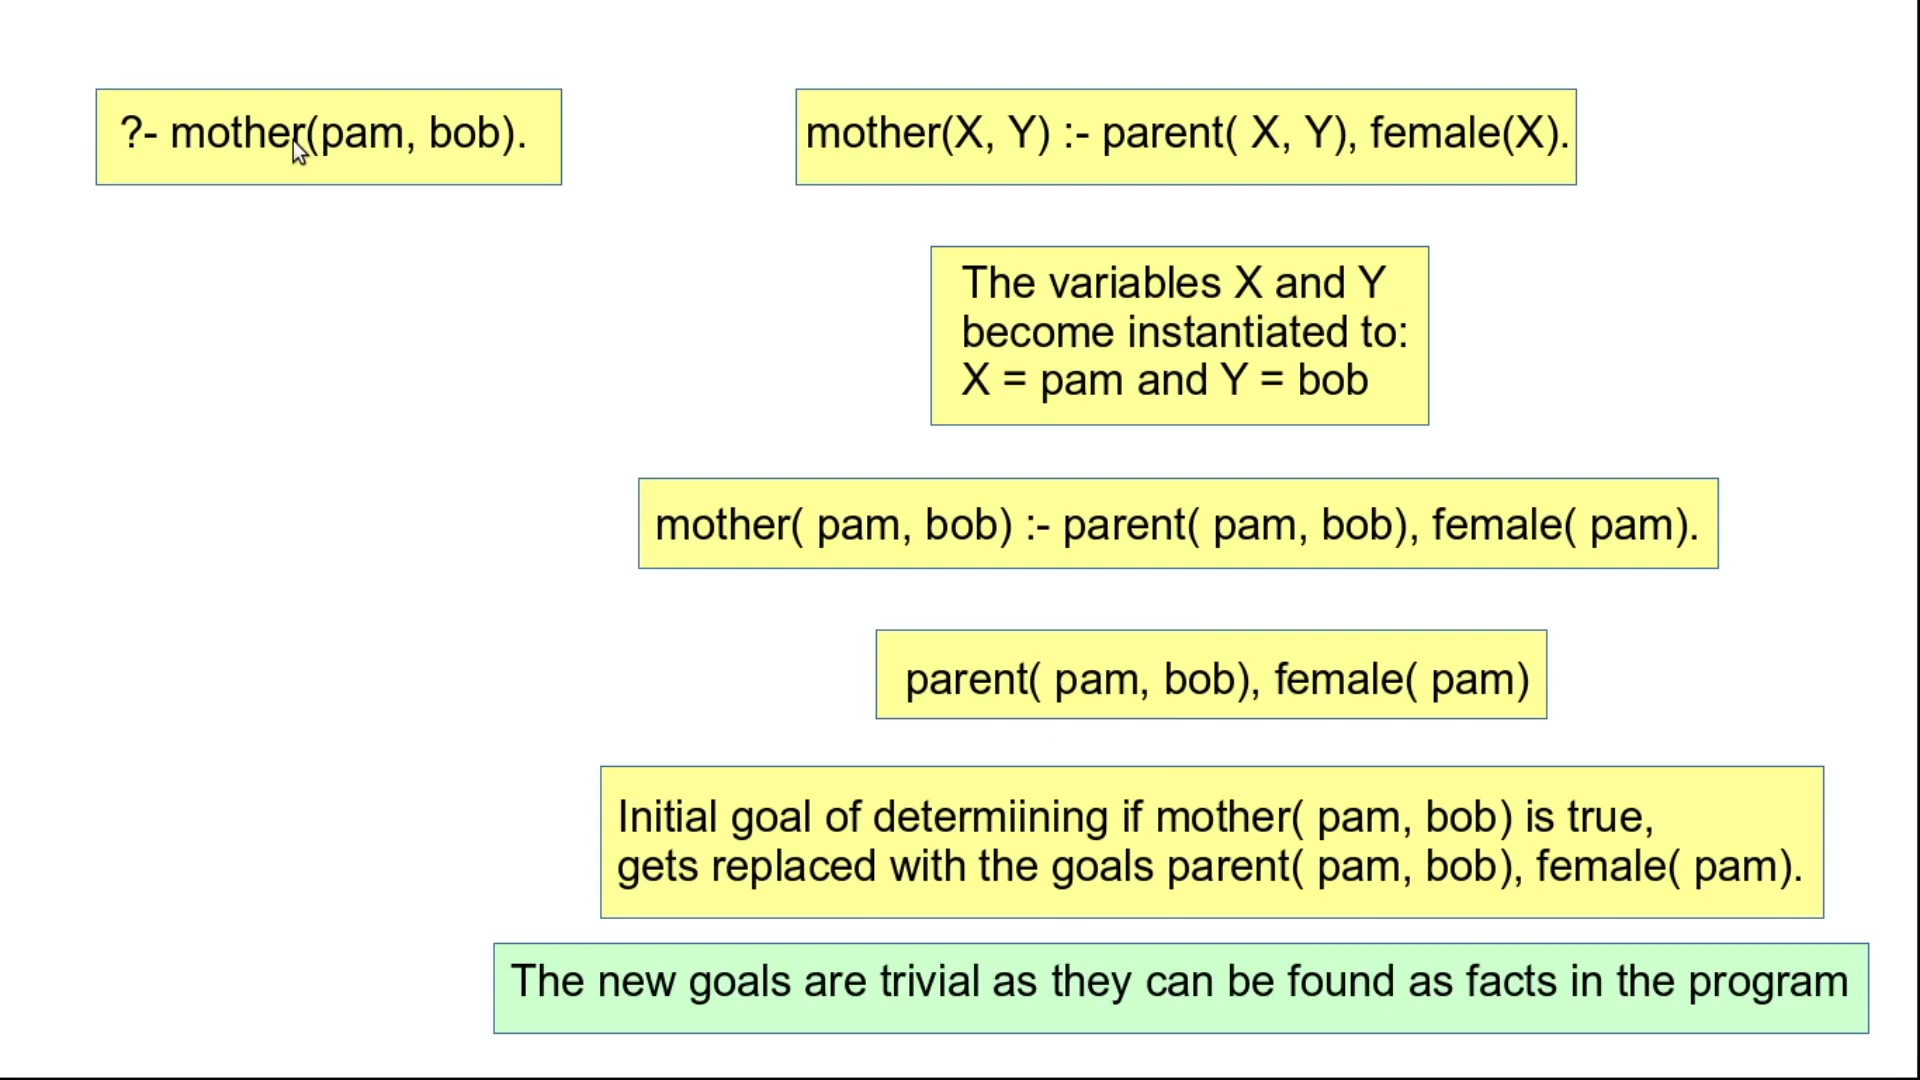 ?- mother(pam, bob).
mother(X, Y) :- parent( X, Y), female(X).
The variables X and Y
become instantiated to:
X = pam and Y = bob
mother( pam, bob) :- parent( pam, bob), female( pam).
parent( pam, bob), female( pam)
Initial goal of determiining if mother( pam, bob) is true,
gets replaced with the goals parent( pam, bob), female( pam).
The new goals are trivial as they can be found as facts in the program